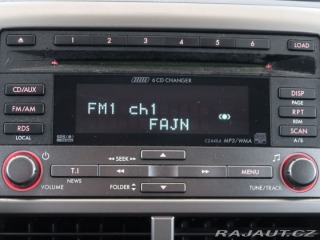 1 2 3 4 5 6
LOAD
6 CD CHANGER
CD/AUX
FM/AM
RDS
LOCAL
FM1 ch1
FAJN
MP3/WMA
DISP
PAGE
RPT
RDM
SCAN
A/S
SEEK
T.I
NEWS
MENU
VOLUME
FOLDER
TUNE/TRACK
RAJAUT.CZ